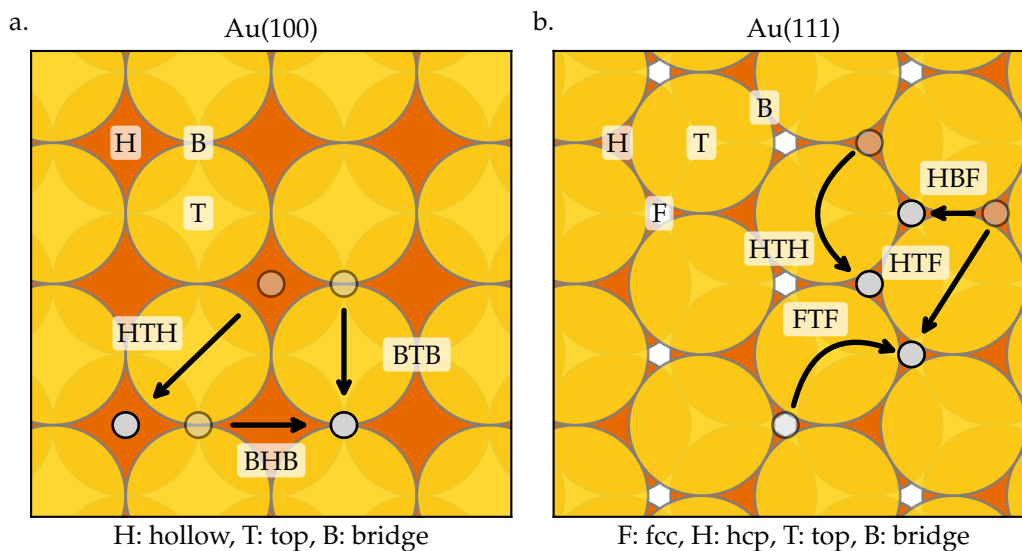 a.
Au(100)
H
B
T
HTH
BTB
BHB
H: hollow, T: top, B: bridge
b.
Au(111)
B
H
T
HBF
F
HTH
HTF
FTF
F: fcc, H: hcp, T: top, B: bridge